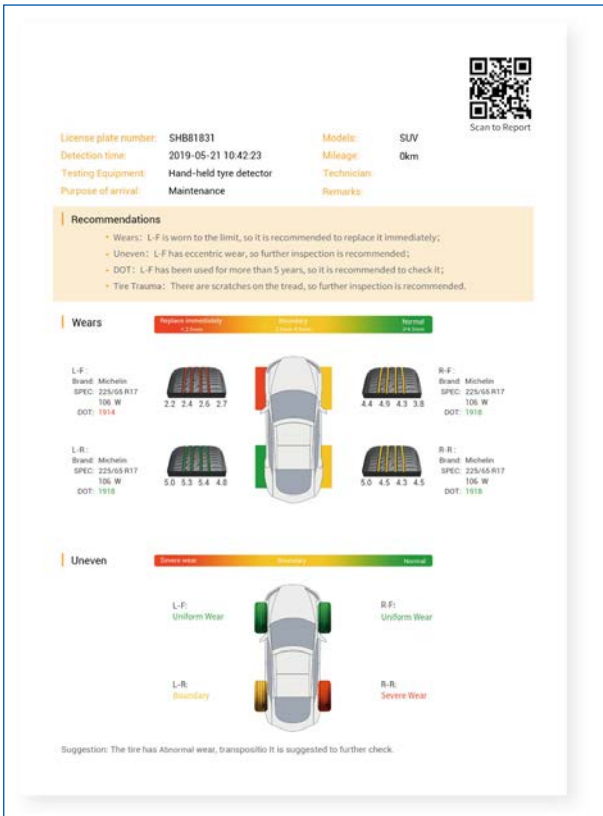 Scan to Report
License plate number: SHB81831 Models: SUV
Detection time: 2019-05-21 10:42:23 Mileage: 0km
Testing Equipment: Hand-held tyre detector Technician:
Purpose of arrival: Maintenance Remarks:
Recommendations
• Wears: L-F is worn to the limit, so it is recommended to replace it immediately;
• Uneven: L-F has eccentric wear, so further inspection is recommended;
• DOT: L-F has been used for more than 5 years, so it is recommended to check it;
• Tire Trauma: There are scratches on the tread, so further inspection is recommended.
Wears
Replace immediately Boundary Normal
L-F:
Brand: Michelin
SPEC: 225/65 R17
106 W
DOT: 1914
2.2 2.4 2.6 2.7
4.4 4.9 4.3 3.8
R-F:
Brand: Michelin
SPEC: 225/65 R17
106 W
DOT: 1918
L-R:
Brand: Michelin
SPEC: 225/65 R17
106 W
DOT: 1918
5.0 5.3 5.4 4.8
5.0 4.5 4.3 4.5
R-R:
Brand: Michelin
SPEC: 225/65 R17
106 W
DOT: 1918
Uneven
Severe wear Boundary Normal
L-F:
Uniform Wear
R-F:
Uniform Wear
L-R:
Boundary
R-R:
Severe Wear
Suggestion: The tire has Abnormal wear, transpositio It is suggested to further check.